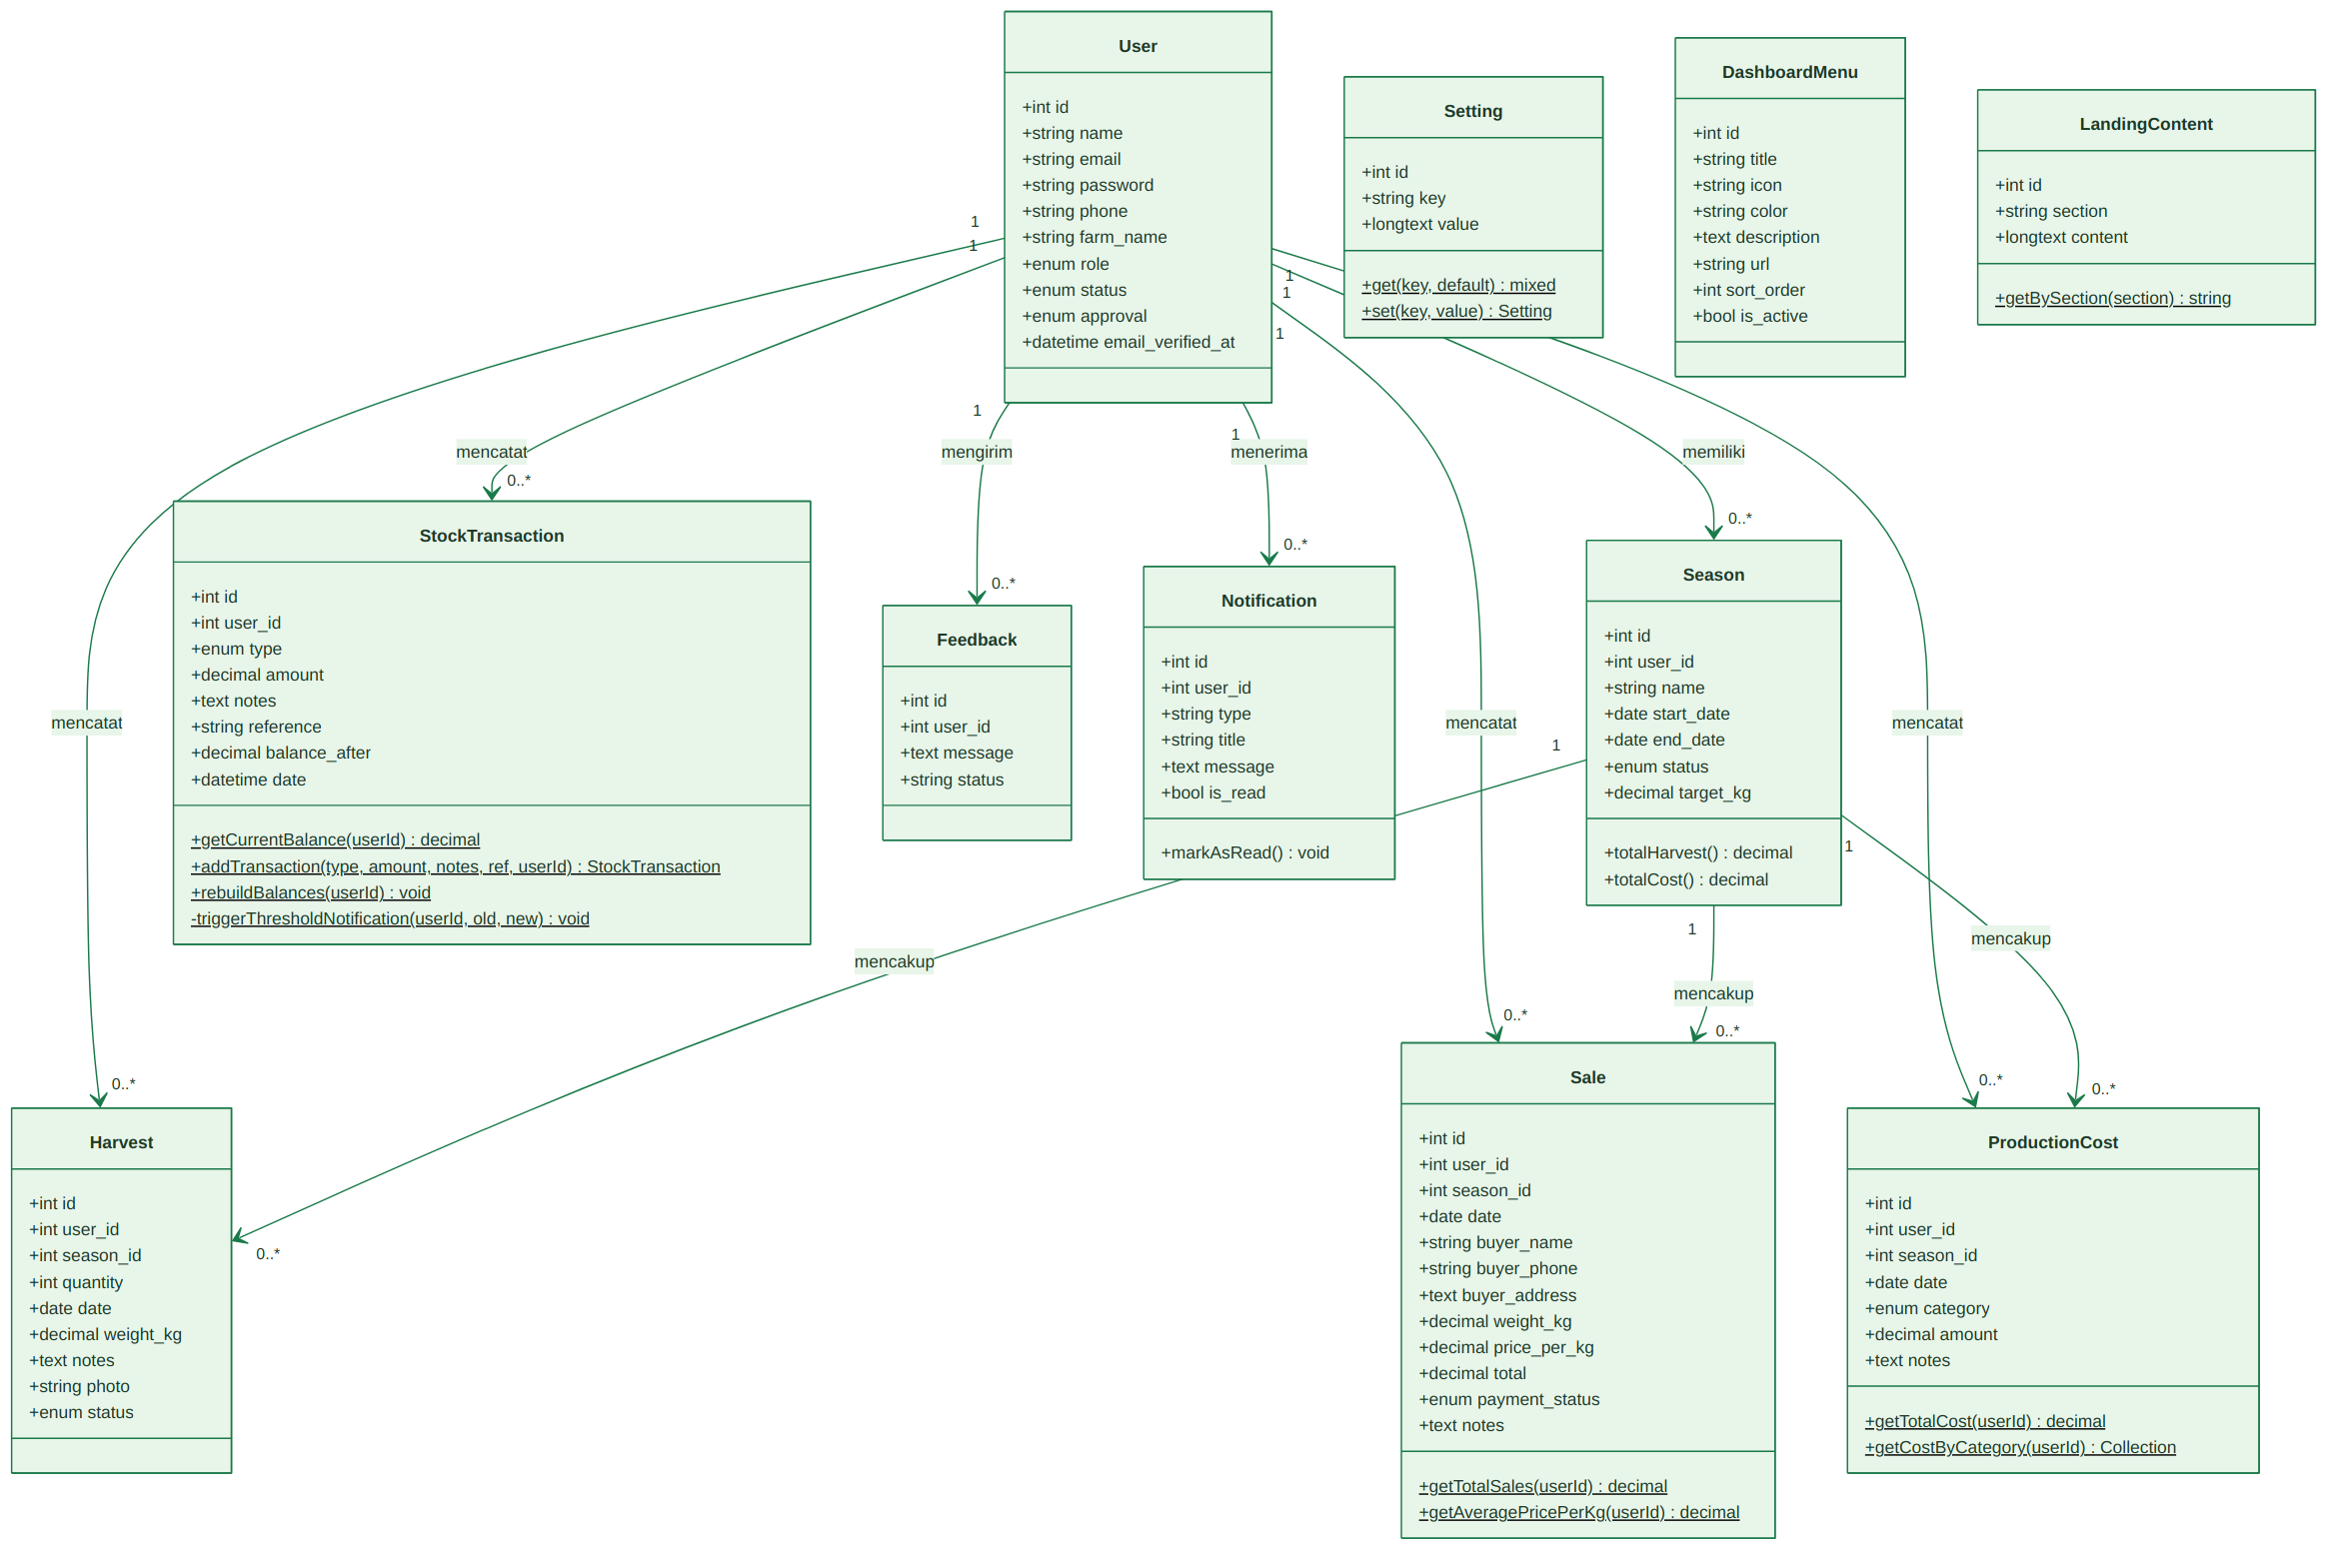 User
+int id
+string name
+string email
+string password
+string phone
+string farm_name
+enum role
+enum status
+enum approval
+datetime email_verified_at
Setting
+int id
+string key
+longtext value
+get(key, default) : mixed
+set(key, value) : Setting
DashboardMenu
+int id
+string title
+string icon
+string color
+text description
+string url
+int sort_order
+bool is_active
LandingContent
+int id
+string section
+longtext content
+getBySection(section) : string
1
1
1
1
1
1
1
mencatat
mengirim
menerima
memiliki
0..*
0..*
0..*
0..*
StockTransaction
+int id
+int user_id
+enum type
+decimal amount
+text notes
+string reference
+decimal balance_after
+datetime date
+getCurrentBalance(userId) : decimal
+addTransaction(type, amount, notes, ref, userId) : StockTransaction
+rebuildBalances(userId) : void
-triggerThresholdNotification(userId, old, new) : void
Feedback
+int id
+int user_id
+text message
+string status
Notification
+int id
+int user_id
+string type
+string title
+text message
+bool is_read
+markAsRead() : void
Season
+int id
+int user_id
+string name
+date start_date
+date end_date
+enum status
+decimal target_kg
+totalHarvest() : decimal
+totalCost() : decimal
mencatat
mencatat
mencatat
1
1
1
mencakup
mencakup
mencakup
0..*
0..*
0..*
0..*
0..*
0..*
Harvest
+int id
+int user_id
+int season_id
+int quantity
+date date
+decimal weight_kg
+text notes
+string photo
+enum status
Sale
+int id
+int user_id
+int season_id
+date date
+string buyer_name
+string buyer_phone
+text buyer_address
+decimal weight_kg
+decimal price_per_kg
+decimal total
+enum payment_status
+text notes
+getTotalSales(userId) : decimal
+getAveragePricePerKg(userId) : decimal
ProductionCost
+int id
+int user_id
+int season_id
+date date
+enum category
+decimal amount
+text notes
+getTotalCost(userId) : decimal
+getCostByCategory(userId) : Collection